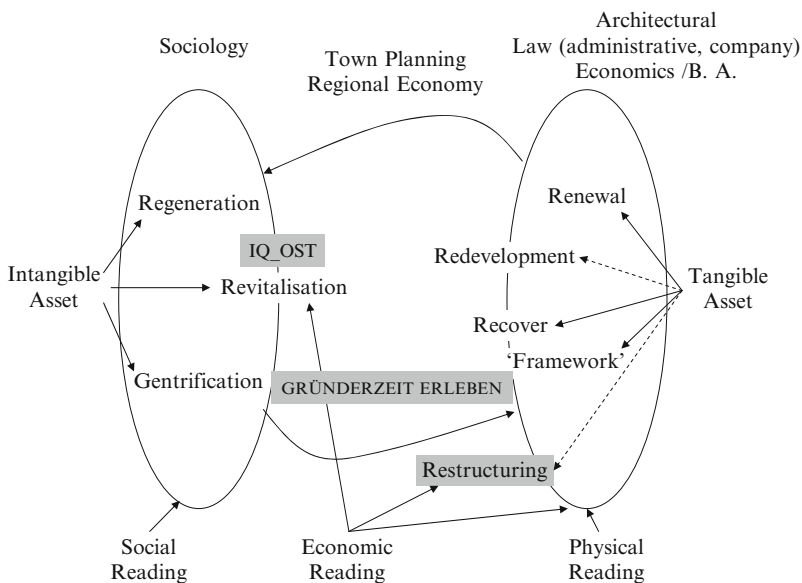 Sociology
Town Planning
Regional Economy
Architectural
Law (administrative, company)
Economics /B. A.
Regeneration
Renewal
IQ_OST
Redevelopment
Intangible
Asset
Revitalisation
Tangible
Asset
Recover
‘Framework’
Gentrification
GRÜNDERZEIT ERLEBEN
Restructuring
Social
Reading
Economic
Reading
Physical
Reading